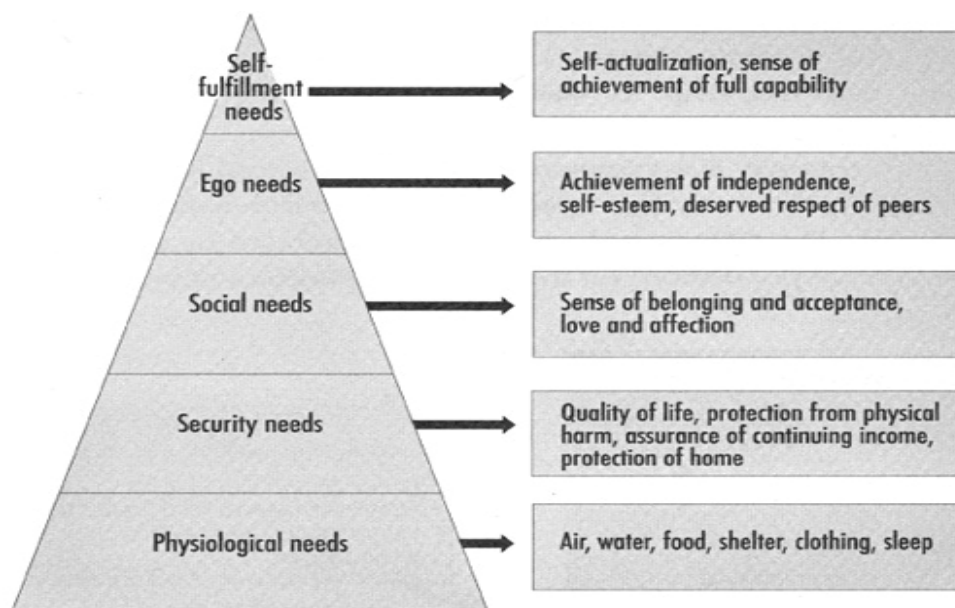 Self-
fulfillment
needs
Self-actualization, sense of
achievement of full capability
Ego needs
Achievement of independence,
self-esteem, deserved respect of peers
Social needs
Sense of belonging and acceptance,
love and affection
Security needs
Quality of life, protection from physical
harm, assurance of continuing income,
protection of home
Physiological needs
Air, water, food, shelter, clothing, sleep